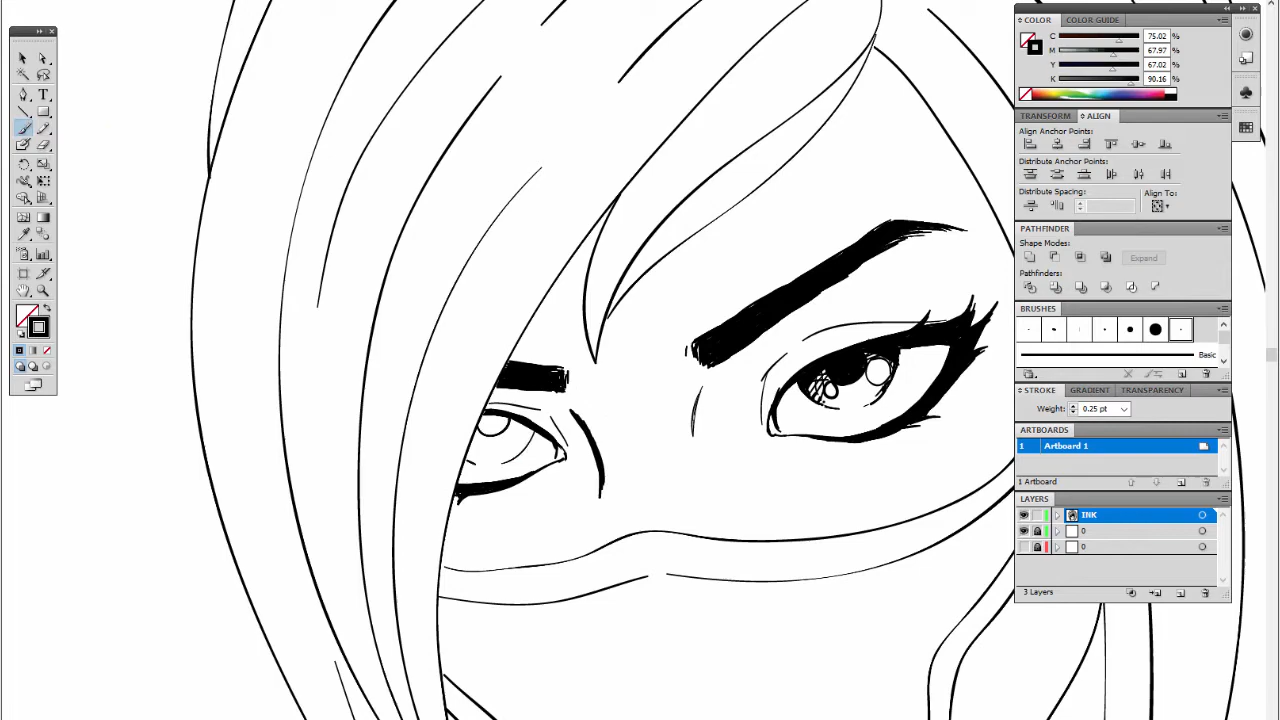 COLOR
COLOR GUIDE
C
75.02
%
M
67.97
%
Y
67.02
%
K
90.16
%
TRANSFORM
ALIGN
Align Anchor Points:
Distribute Anchor Points:
Distribute Spacing:
Align To:
PATHFINDER
Shape Modes:
Expand
Pathfinders:
BRUSHES
Basic
STROKE
GRADIENT
TRANSPARENCY
Weight:
0.25 pt
ARTBOARDS
1
Artboard 1
1 Artboard
LAYERS
INK
0
0
3 Layers
T